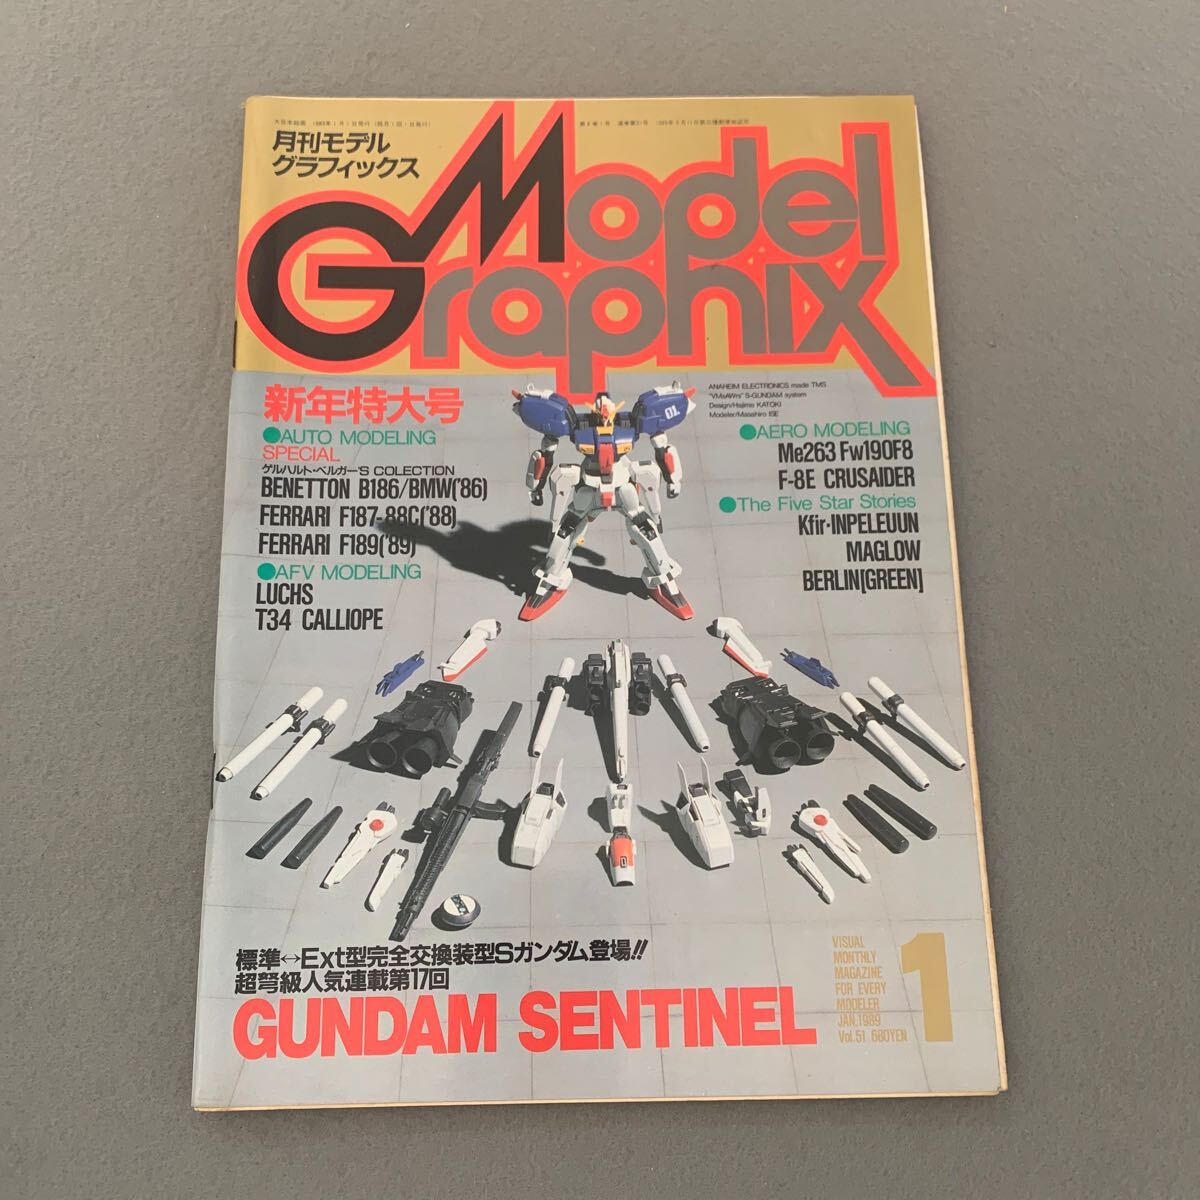 月刊モデル
グラフィックス
Model
Graphix
新年特大号
●AUTO MODELING
SPECIAL
ゲルハルト・ベルガー'S COLECTION
BENETTON B186/BMW('86)
FERRARI F187-88C('88)
FERRARI F189('89)
●AFV MODELING
LUCHS
T34 CALLIOPE
ANAHEIM ELECTRONICS made TMS
"VMsAWrs" S-GUNDAM system
Design/Hajime KATOKI
Modeler/Masahiro ISE
●AERO MODELING
Me263 Fw190F8
F-8E CRUSAIDER
●The Five Star Stories
Kfir·INPELEUUN
MAGLOW
BERLIN[GREEN]
01
標準↔Ext型完全交換装型Sガンダム登場!!
超弩級人気連載第17回
GUNDAM SENTINEL
VISUAL
MONTHLY
MAGAZINE
FOR EVERY
MODELER
JAN.1989
Vol.51 680YEN
1